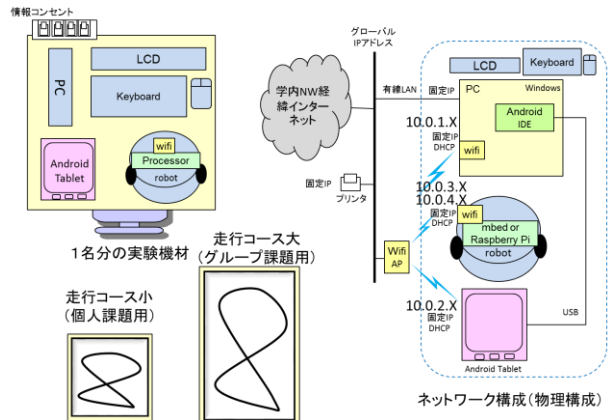 情報コンセント
LCD
PC
Keyboard
Android
Tablet
wifi
Processor
robot
1名分の実験機材
走行コース大
(グループ課題用)
走行コース小
(個人課題用)
グローバル
IPアドレス
学内NW経
緯インター
ネット
有線LAN
固定IP
固定IP
プリンタ
LCD
Keyboard
PC
Windows
Android
IDE
10.0.1.X
固定IP
DHCP
wifi
10.0.3.X
10.0.4.X
固定IP
DHCP
wifi
mbed or
Raspberry Pi
robot
Wifi
AP
10.0.2.X
固定IP
DHCP
USB
Android Tablet
ネットワーク構成(物理構成)